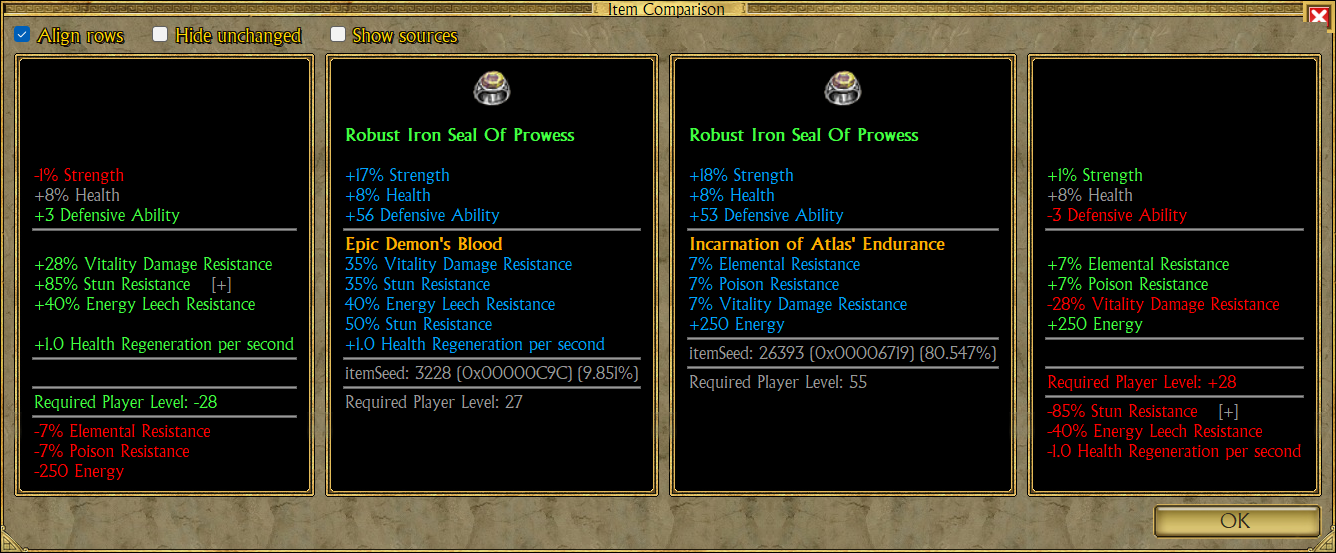 Item Comparison
Align rows
Hide unchanged
Show sources
-1% Strength
+8% Health
+3 Defensive Ability
+28% Vitality Damage Resistance
+85% Stun Resistance [+]
+40% Energy Leech Resistance
+1.0 Health Regeneration per second
Required Player Level: -28
-7% Elemental Resistance
-7% Poison Resistance
-250 Energy
Robust Iron Seal Of Prowess
+17% Strength
+8% Health
+56 Defensive Ability
Epic Demon's Blood
35% Vitality Damage Resistance
35% Stun Resistance
40% Energy Leech Resistance
50% Stun Resistance
+1.0 Health Regeneration per second
itemSeed: 3228 (0x00000C9C) (9.851%)
Required Player Level: 27
Robust Iron Seal Of Prowess
+18% Strength
+8% Health
+53 Defensive Ability
Incarnation of Atlas' Endurance
7% Elemental Resistance
7% Poison Resistance
7% Vitality Damage Resistance
+250 Energy
itemSeed: 26393 (0x00006719) (80.547%)
Required Player Level: 55
+1% Strength
+8% Health
-3 Defensive Ability
+7% Elemental Resistance
+7% Poison Resistance
-28% Vitality Damage Resistance
+250 Energy
Required Player Level: +28
-85% Stun Resistance [+]
-40% Energy Leech Resistance
-1.0 Health Regeneration per second
OK